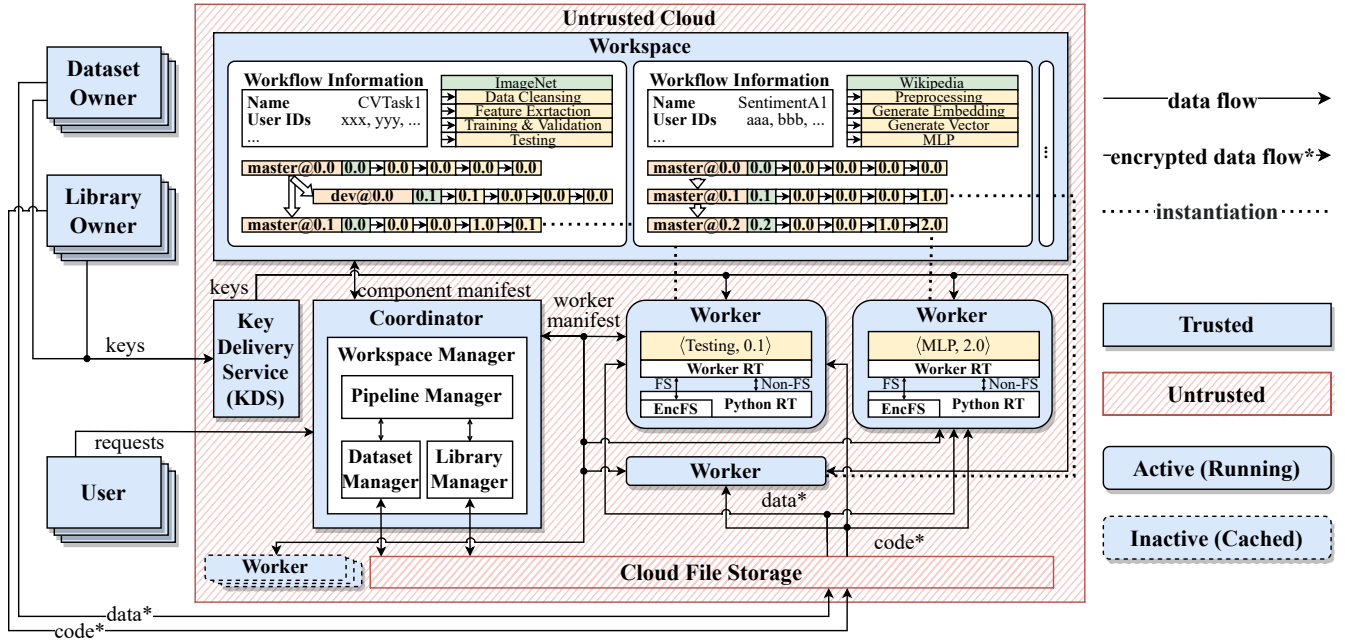 Untrusted Cloud
Workspace
Dataset
Owner
Library
Owner
User
Workflow Information
Name CVTask1
User IDs xxx, yyy, ...
...
ImageNet
Data Cleansing
Feature Extaction
Training & Validation
Testing
master@0.0 0.0 0.0 0.0 0.0 0.0
dev@0.0 0.1 0.1 0.0 0.0 0.0
master@0.1 0.0 0.0 0.0 1.0 0.1
Workflow Information
Name SentimentA1
User IDs aaa, bbb, ...
...
Wikipedia
Preprocessing
Generate Embedding
Generate Vector
MLP
master@0.0 0.0 0.0 0.0 0.0 0.0
master@0.1 0.1 0.0 0.0 0.0 1.0
master@0.2 0.2 0.0 0.0 1.0 2.0
...
data flow
encrypted data flow*
instantiation
Trusted
Untrusted
Active (Running)
Inactive (Cached)
keys
keys
requests
component manifest
worker
manifest
Key
Delivery
Service
(KDS)
Coordinator
Workspace Manager
Pipeline Manager
Dataset
Manager
Library
Manager
Worker
⟨Testing, 0.1⟩
Worker RT
FS Non-FS
EncFS Python RT
Worker
⟨MLP, 2.0⟩
Worker RT
FS Non-FS
EncFS Python RT
Worker
data*
code*
Worker
Cloud File Storage
data*
code*